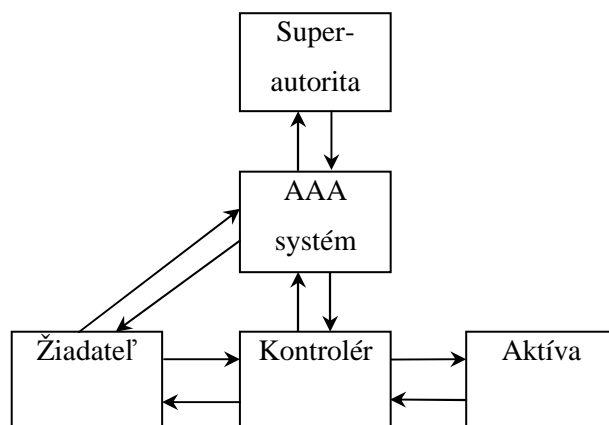 Super-
autorita
AAA
systém
Žiadateľ
Kontrolér
Aktíva